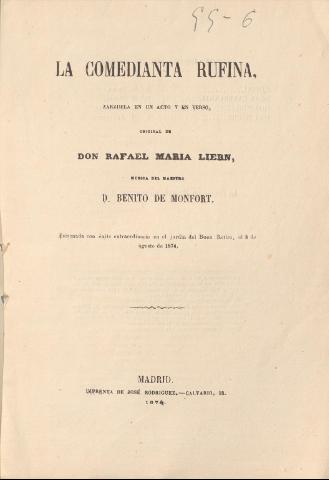 55-6
LA COMEDIANTA RUFINA,
ZARZUELA EN UN ACTO Y EN VERSO,
ORIGINAL DE
DON RAFAEL MARIA LIERN,
MÚSICA DEL MAESTRO
D. BENITO DE MONFORT.
Estrenada con éxito extraordinario en el jardin del Buen Retiro, el 8 de
agosto de 1874.
MADRID.
IMPRENTA DE JOSÉ RODRIGUEZ.—CALVARIO, 18.
1874.